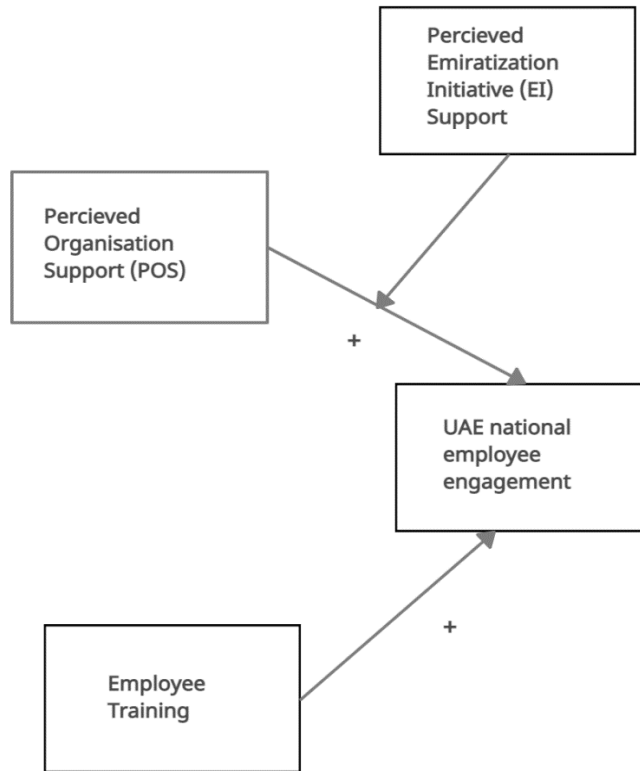 Percieved
Emiratization
Initiative (EI)
Support
Percieved
Organisation
Support (POS)
+
UAE national
employee
engagement
+
Employee
Training